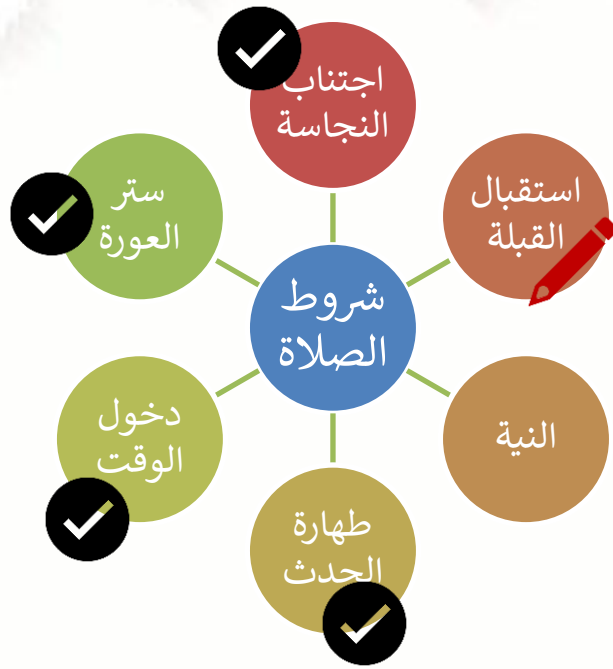 اجتناب
النجاسة
استقبال
القبلة
النية
طهارة
الحدث
دخول
الوقت
ستر
العورة
شروط
الصلاة